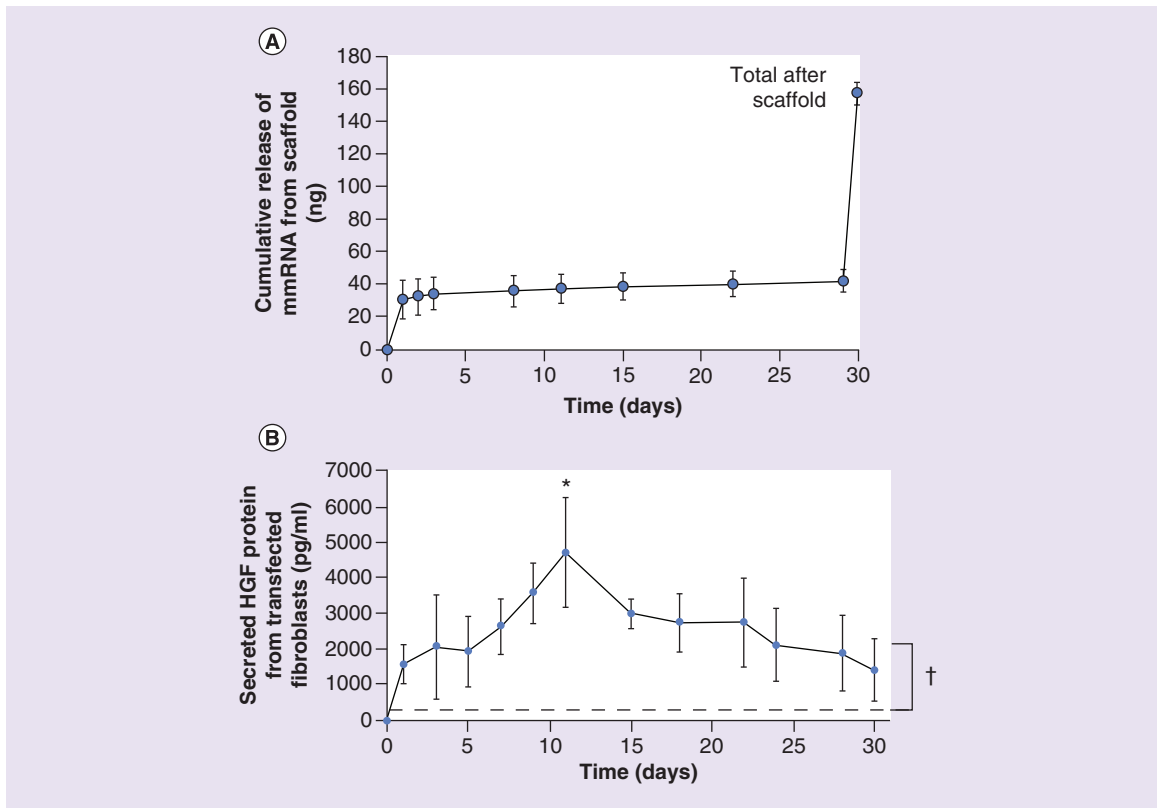 A
Cumulative release of
mmRNA from scaffold
(ng)
180
160
140
120
100
80
60
40
20
0
Total after
scaffold
0 5 10 15 20 25 30
Time (days)
B
Secreted HGF protein
from transfected
fibroblasts (pg/ml)
7000
6000
5000
4000
3000
2000
1000
0
*
†
0 5 10 15 20 25 30
Time (days)